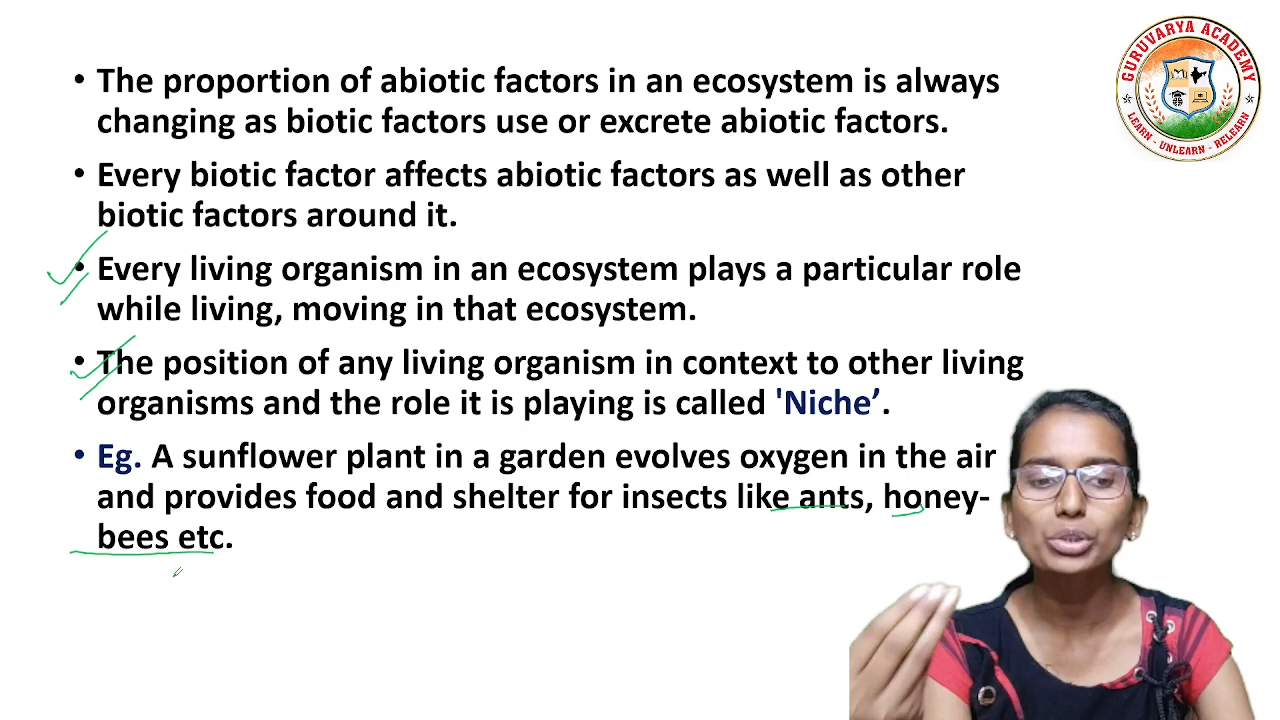 • The proportion of abiotic factors in an ecosystem is always
changing as biotic factors use or excrete abiotic factors.
• Every biotic factor affects abiotic factors as well as other
biotic factors around it.
• Every living organism in an ecosystem plays a particular role
while living, moving in that ecosystem.
• The position of any living organism in context to other living
organisms and the role it is playing is called 'Niche’.
• Eg. A sunflower plant in a garden evolves oxygen in the air
and provides food and shelter for insects like ants, honey-
bees etc.
GURUVARYA ACADEMY
LEARN - UNLEARN - RELEARN